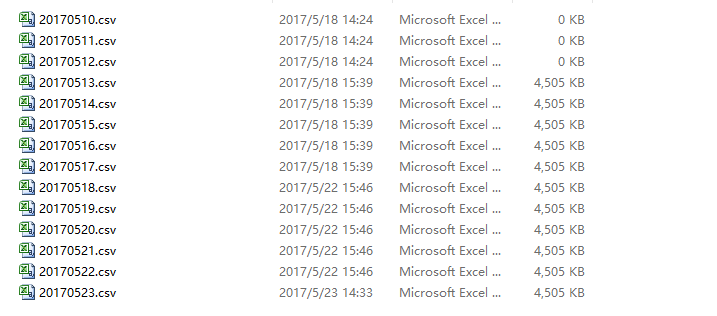 20170510.csv 2017/5/18 14:24 Microsoft Excel ... 0 KB
20170511.csv 2017/5/18 14:24 Microsoft Excel ... 0 KB
20170512.csv 2017/5/18 14:24 Microsoft Excel ... 0 KB
20170513.csv 2017/5/18 15:39 Microsoft Excel ... 4,505 KB
20170514.csv 2017/5/18 15:39 Microsoft Excel ... 4,505 KB
20170515.csv 2017/5/18 15:39 Microsoft Excel ... 4,505 KB
20170516.csv 2017/5/18 15:39 Microsoft Excel ... 4,505 KB
20170517.csv 2017/5/18 15:39 Microsoft Excel ... 4,505 KB
20170518.csv 2017/5/22 15:46 Microsoft Excel ... 4,505 KB
20170519.csv 2017/5/22 15:46 Microsoft Excel ... 4,505 KB
20170520.csv 2017/5/22 15:46 Microsoft Excel ... 4,505 KB
20170521.csv 2017/5/22 15:46 Microsoft Excel ... 4,505 KB
20170522.csv 2017/5/22 15:46 Microsoft Excel ... 4,505 KB
20170523.csv 2017/5/23 14:33 Microsoft Excel ... 4,505 KB